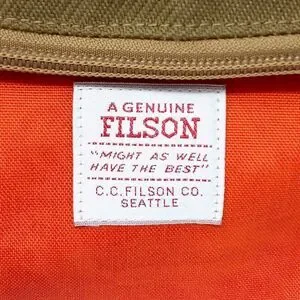 A GENUINE
FILSON
"MIGHT AS WELL
HAVE THE BEST"
C.C. FILSON CO.
SEATTLE